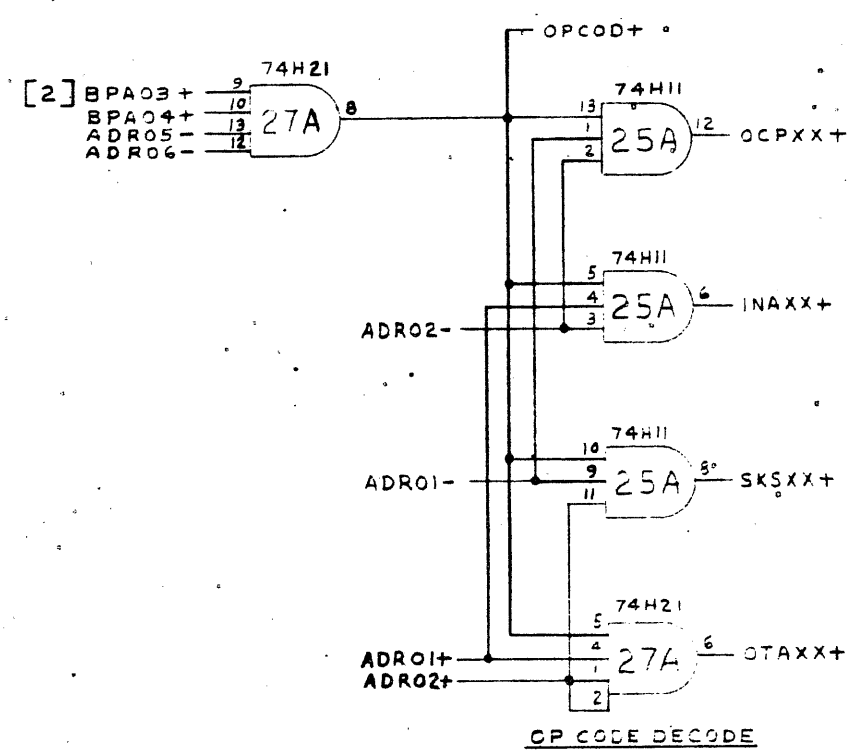 OPCOD+
74H21
[2] BPA03+ 9
BPA04+ 10
ADR05- 13
ADR06- 12
27A
8
74H11
13
1
2
25A
12
OCPXX+
74H11
5
4
3
25A
6
INAXX+
ADR02-
74H11
10
9
11
25A
8
SKSXX+
ADR01-
74H21
5
4
1
2
27A
6
OTAXX+
ADR01+
ADR02+
OP CODE DECODE